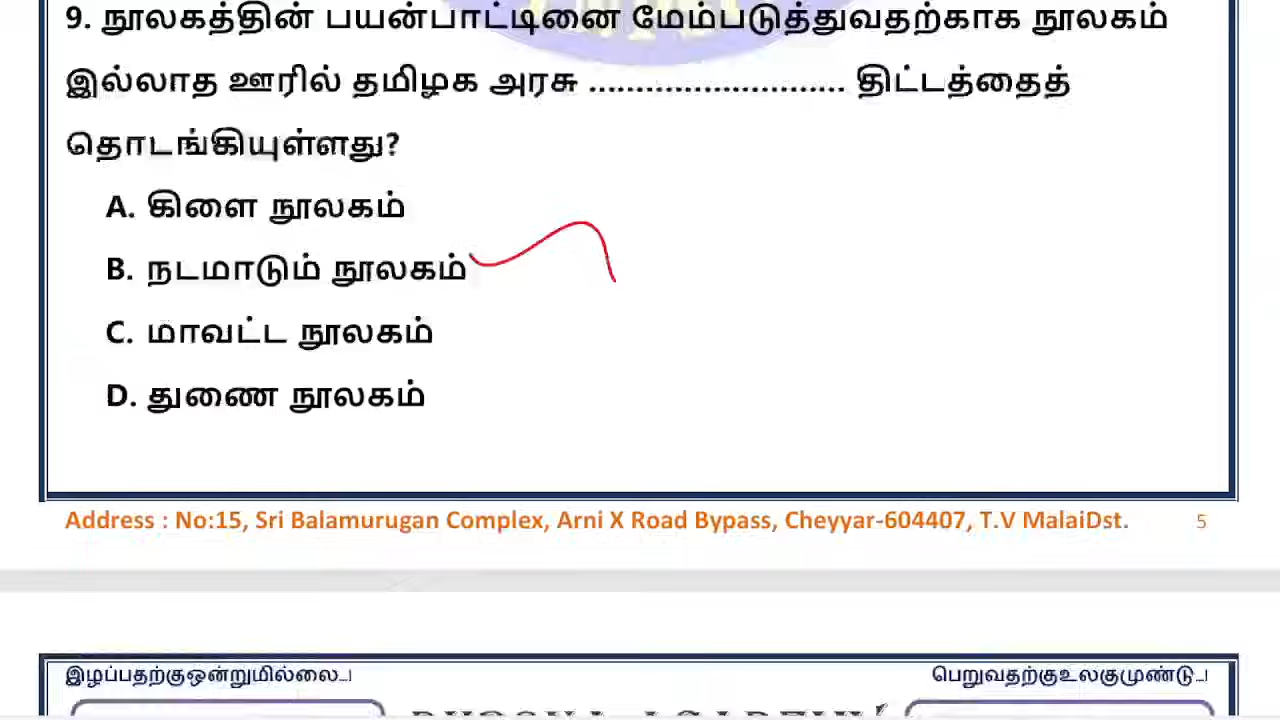 9. நூலகத்தின் பயன்பாட்டினை மேம்படுத்துவதற்காக நூலகம்
இல்லாத ஊரில் தமிழக அரசு ........................... திட்டத்தைத்
தொடங்கியுள்ளது?
A. கிளை நூலகம்
B. நடமாடும் நூலகம்
C. மாவட்ட நூலகம்
D. துணை நூலகம்
Address : No:15, Sri Balamurugan Complex, Arni X Road Bypass, Cheyyar-604407, T.V MalaiDst. 5
இழப்பதற்குஒன்றுமில்லை..! பெறுவதற்குஉலகுமுண்டு..!